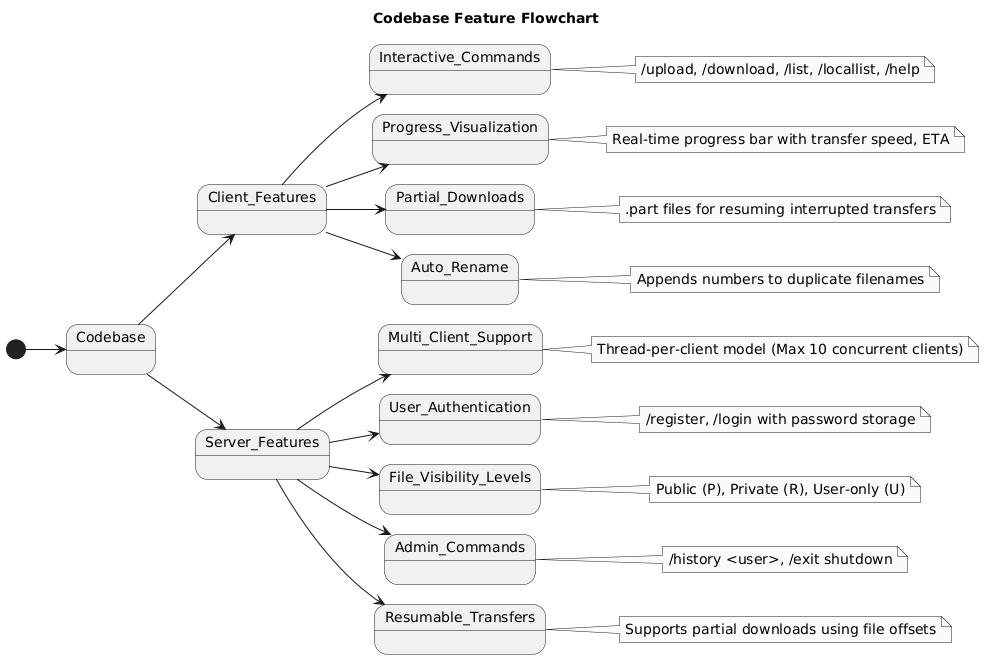 Codebase Feature Flowchart
Interactive_Commands
/upload, /download, /list, /locallist, /help
Progress_Visualization
Real-time progress bar with transfer speed, ETA
Client_Features
Partial_Downloads
.part files for resuming interrupted transfers
Auto_Rename
Appends numbers to duplicate filenames
Codebase
Multi_Client_Support
Thread-per-client model (Max 10 concurrent clients)
User_Authentication
/register, /login with password storage
Server_Features
File_Visibility_Levels
Public (P), Private (R), User-only (U)
Admin_Commands
/history <user>, /exit shutdown
Resumable_Transfers
Supports partial downloads using file offsets